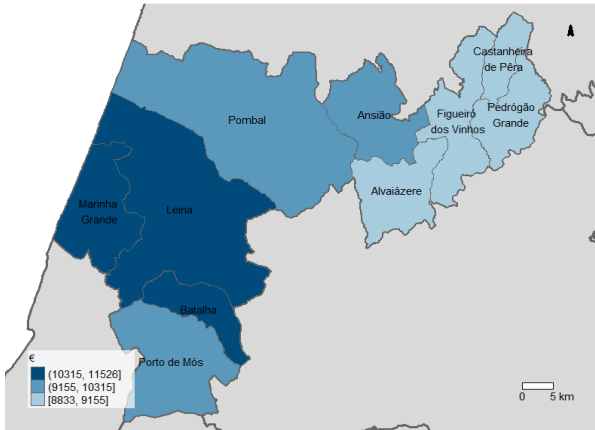 Castanheira
de Pêra
Pombal
Ansião
Figueiró
dos Vinhos
Pedrógão
Grande
Alvaiázere
Marinha
Grande
Leiria
Batalha
Porto de Mós
€
(10315, 11526]
(9155, 10315]
[8833, 9155]
0 5 km